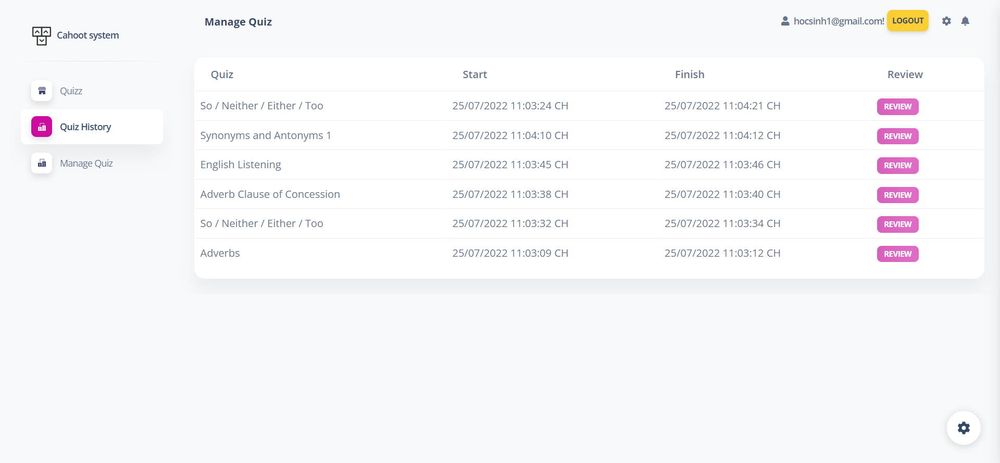 Cahoot system
Quizz
Quiz History
Manage Quiz
Manage Quiz
hocsinh1@gmail.com! LOGOUT
Quiz Start Finish Review
So / Neither / Either / Too 25/07/2022 11:03:24 CH 25/07/2022 11:04:21 CH REVIEW
Synonyms and Antonyms 1 25/07/2022 11:04:10 CH 25/07/2022 11:04:12 CH REVIEW
English Listening 25/07/2022 11:03:45 CH 25/07/2022 11:03:46 CH REVIEW
Adverb Clause of Concession 25/07/2022 11:03:38 CH 25/07/2022 11:03:40 CH REVIEW
So / Neither / Either / Too 25/07/2022 11:03:32 CH 25/07/2022 11:03:34 CH REVIEW
Adverbs 25/07/2022 11:03:09 CH 25/07/2022 11:03:12 CH REVIEW